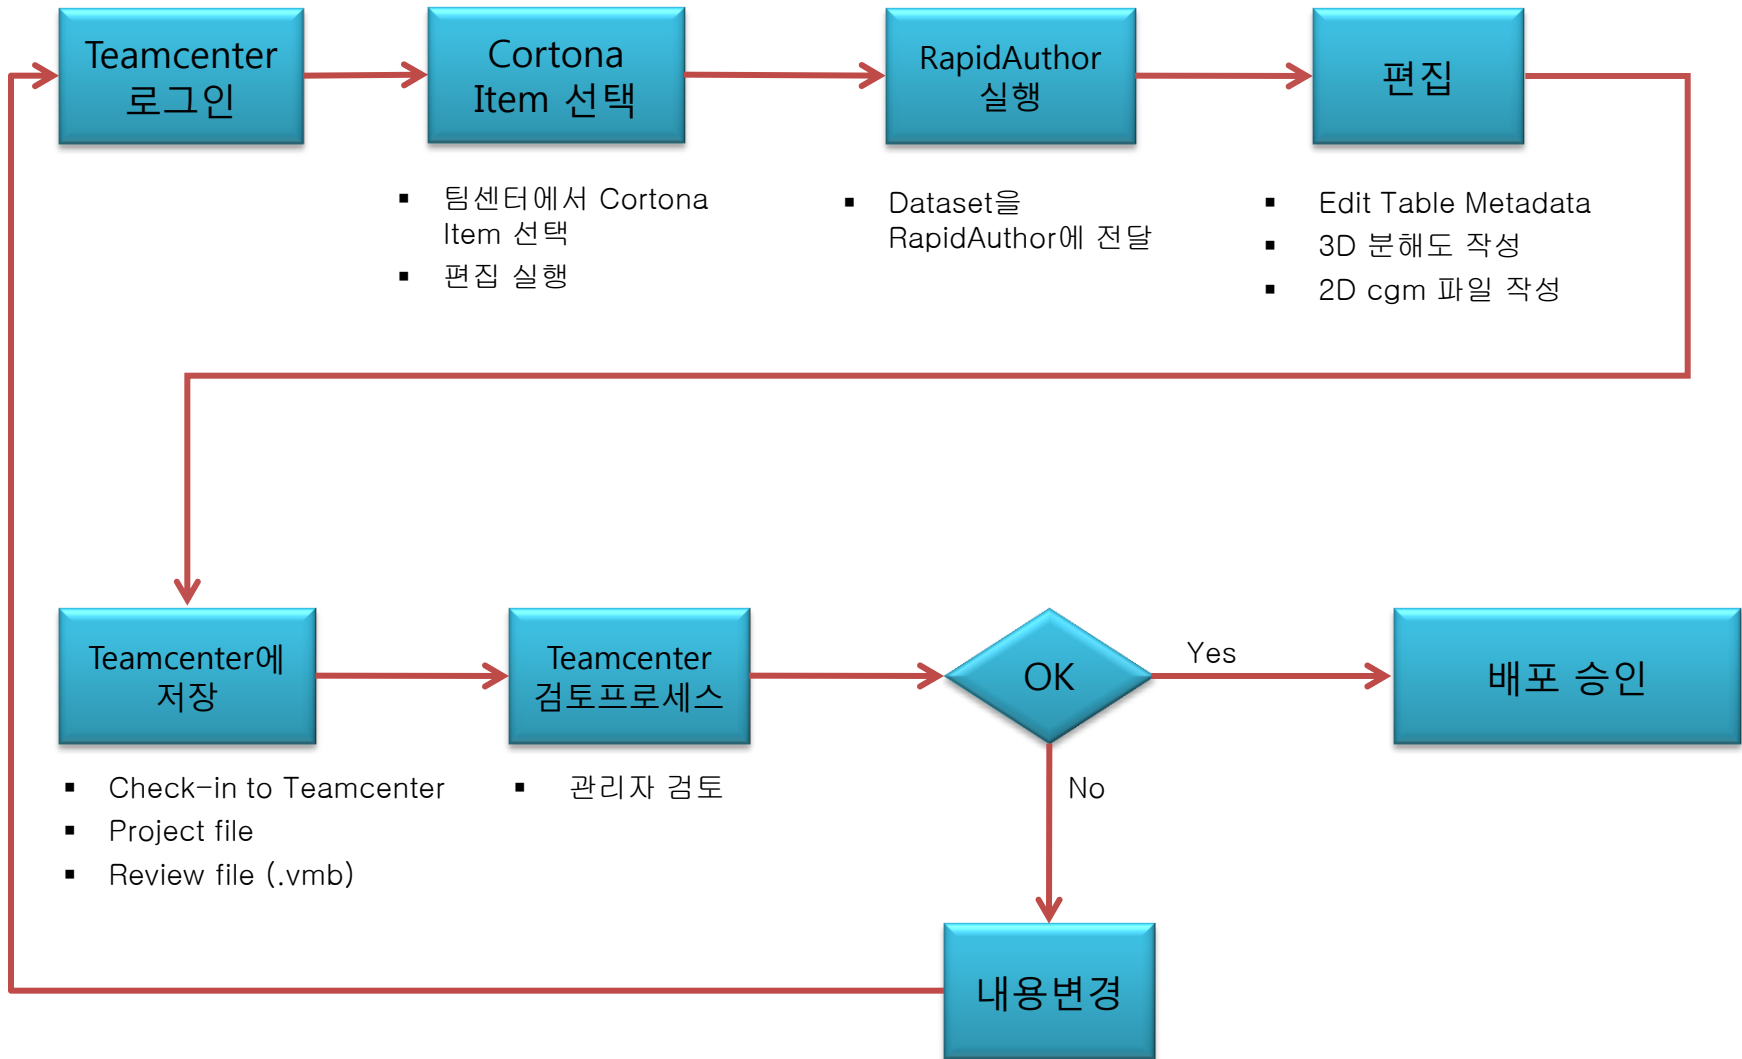 Teamcenter
로그인
Cortona
Item 선택
RapidAuthor
실행
편집
▪ 팀센터에서 Cortona
Item 선택
▪ 편집 실행
▪ Dataset을
RapidAuthor에 전달
▪ Edit Table Metadata
▪ 3D 분해도 작성
▪ 2D cgm 파일 작성
Teamcenter에
저장
Teamcenter
검토프로세스
OK
Yes
배포 승인
▪ Check-in to Teamcenter
▪ Project file
▪ Review file (.vmb)
▪ 관리자 검토
No
내용변경